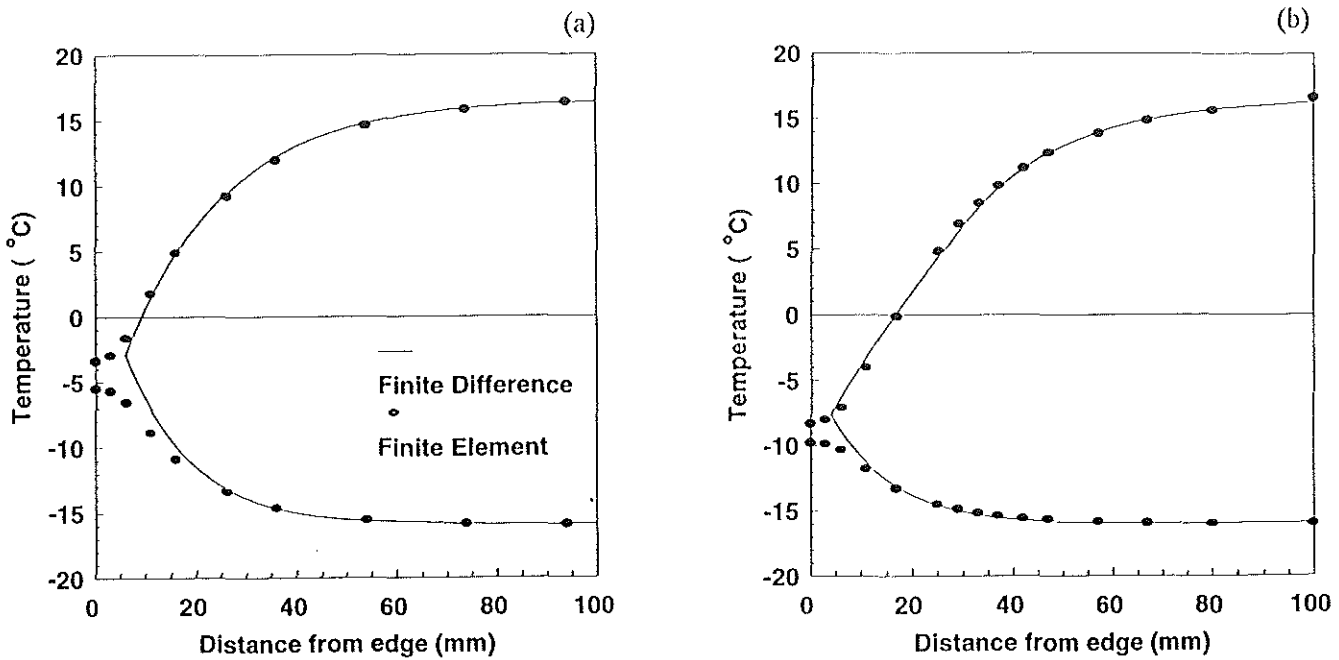 (a)
20
15
10
5
0
-5
-10
-15
-20
Temperature ( °C)
0 20 40 60 80 100
Distance from edge (mm)
Finite Difference
Finite Element
(b)
20
15
10
5
0
-5
-10
-15
-20
Temperature ( °C)
0 20 40 60 80 100
Distance from edge (mm)